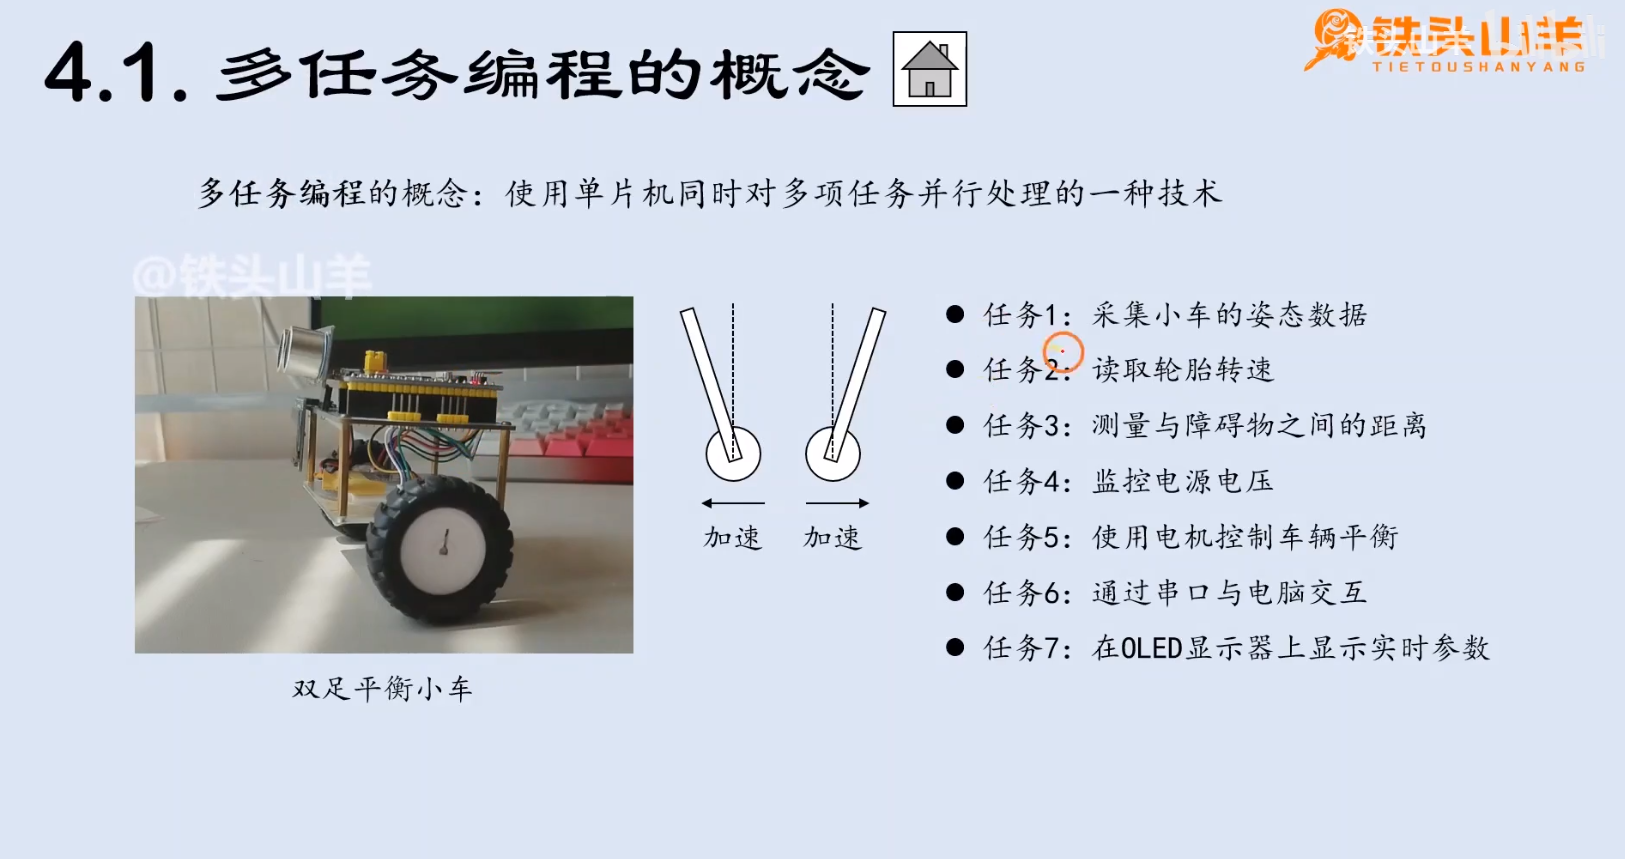 4.1. 多任务编程的概念
铁头山羊
TIETOUSHANYANG
铁头山羊
多任务编程的概念：使用单片机同时对多项任务并行处理的一种技术
@铁头山羊
任务1：采集小车的姿态数据
任务2：读取轮胎转速
任务3：测量与障碍物之间的距离
任务4：监控电源电压
任务5：使用电机控制车辆平衡
任务6：通过串口与电脑交互
任务7：在OLED显示器上显示实时参数
加速 加速
双足平衡小车